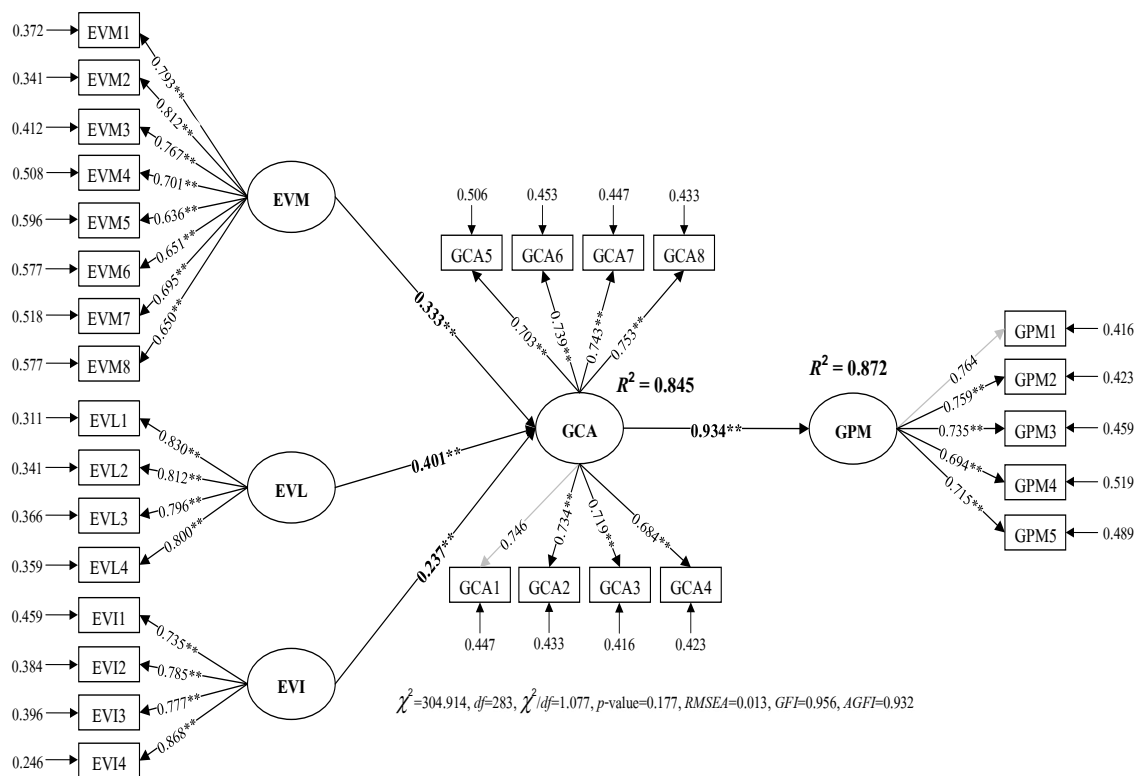 0.372 EVM1 0.793**
0.341 EVM2 0.812**
0.412 EVM3 0.767**
0.508 EVM4 0.701**
0.596 EVM5 0.636**
0.577 EVM6 0.651**
0.518 EVM7 0.695**
0.577 EVM8 0.650**
EVM
0.333**
0.311 EVL1 0.830**
0.341 EVL2 0.812**
0.366 EVL3 0.796**
0.359 EVL4 0.800**
EVL
0.401**
0.459 EVI1 0.735**
0.384 EVI2 0.785**
0.396 EVI3 0.777**
0.246 EVI4 0.868**
EVI
0.237**
0.506 0.453 0.447 0.433
GCA5 GCA6 GCA7 GCA8
0.703** 0.739** 0.743** 0.753**
R² = 0.845
GCA
0.746 0.734** 0.719** 0.684**
GCA1 GCA2 GCA3 GCA4
0.447 0.433 0.416 0.423
0.934**
R² = 0.872
GPM
0.764 GPM1 0.416
0.759** GPM2 0.423
0.735** GPM3 0.459
0.694** GPM4 0.519
0.715** GPM5 0.489
χ²=304.914, df=283, χ²/df=1.077, p-value=0.177, RMSEA=0.013, GFI=0.956, AGFI=0.932